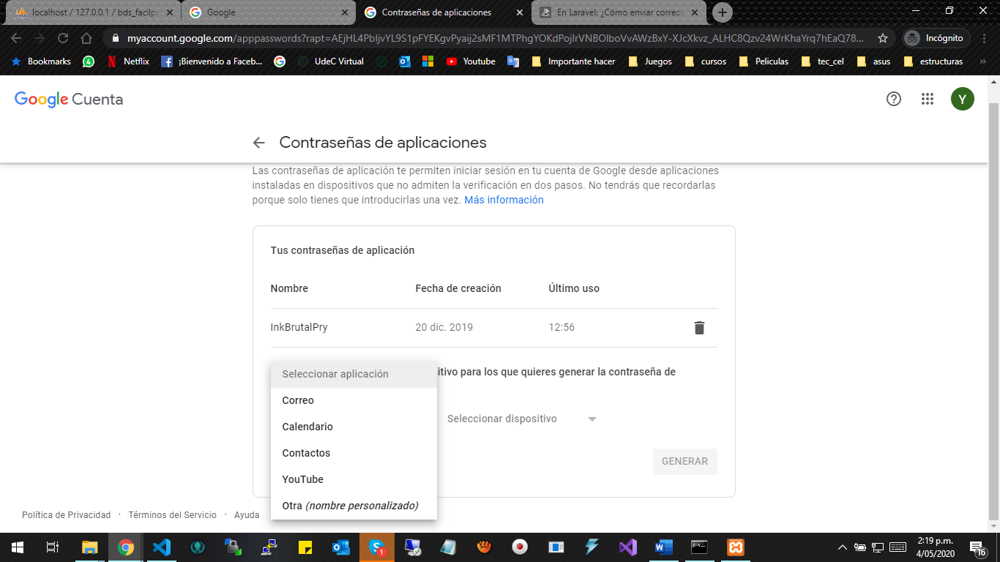 localhost / 127.0.0.1 / bds_facilpr
Google
Contraseñas de aplicaciones
En Laravel: ¿Cómo enviar correos
myaccount.google.com/apppasswords?rapt=AEjHL4PbIjvYL9S1pFYEKgvPyaij2sMF1MTPhgYOKdPojIrVNBOIboVvAWzBxY-XJcXkvz_ALHC8Qzv24WrKhaYrq7hEaQ78...
Incógnito
Bookmarks
4
Netflix
¡Bienvenido a Faceb...
UdeC Virtual
Youtube
Importante hacer
Juegos
cursos
Peliculas
tec_cel
asus
estructuras
»
Google Cuenta
Y
Contraseñas de aplicaciones
Las contraseñas de aplicación te permiten iniciar sesión en tu cuenta de Google desde aplicaciones
instaladas en dispositivos que no admiten la verificación en dos pasos. No tendrás que recordarlas
porque solo tienes que introducirlas una vez. Más información
Tus contraseñas de aplicación
Nombre Fecha de creación Último uso
InkBrutalPry 20 dic. 2019 12:56
itivo para los que quieres generar la contraseña de
Seleccionar aplicación
Correo
Calendario
Contactos
YouTube
Otra (nombre personalizado)
Seleccionar dispositivo
GENERAR
Política de Privacidad · Términos del Servicio · Ayuda
1
2:19 p.m.
4/05/2020
16